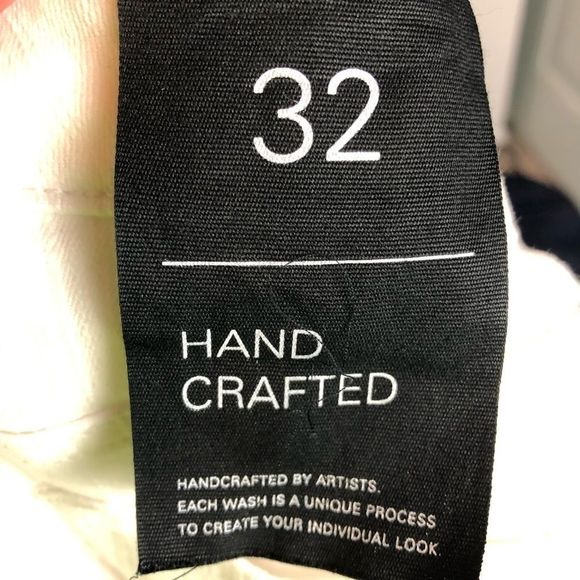 32
HAND
CRAFTED
HANDCRAFTED BY ARTISTS.
EACH WASH IS A UNIQUE PROCESS
TO CREATE YOUR INDIVIDUAL LOOK.